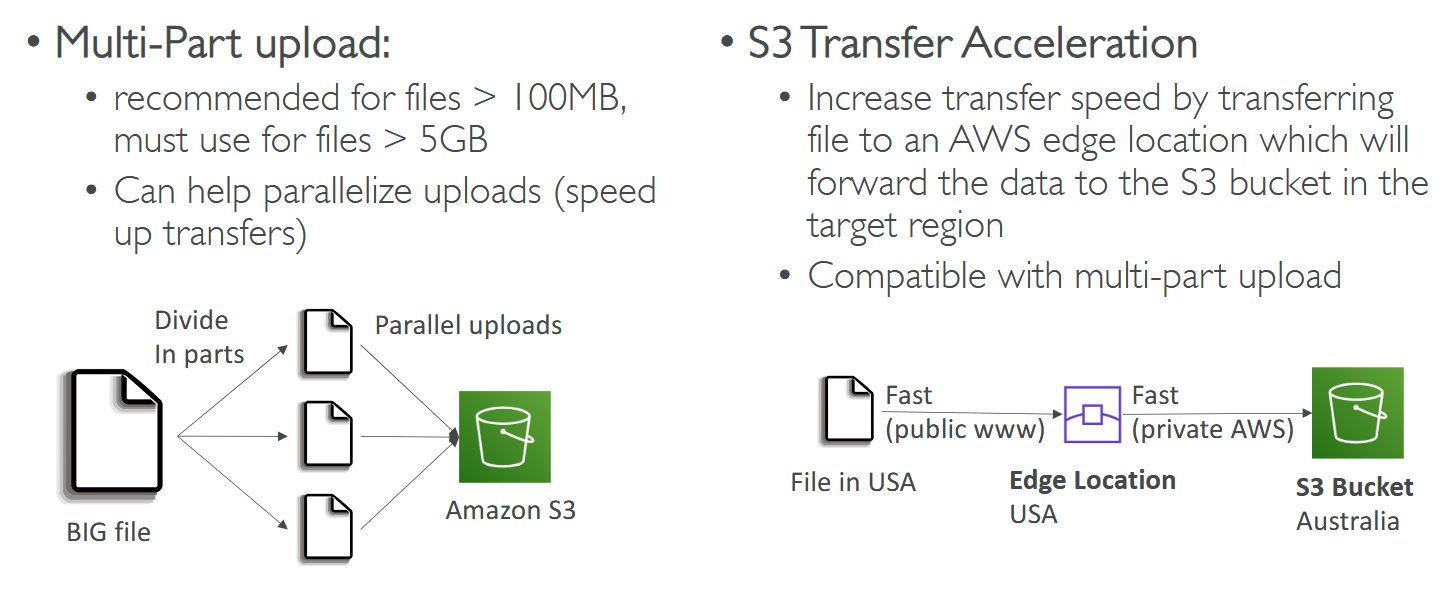 • Multi-Part upload:
• recommended for files > 100MB,
must use for files > 5GB
• Can help parallelize uploads (speed
up transfers)
Divide
In parts
Parallel uploads
BIG file
Amazon S3
• S3 Transfer Acceleration
• Increase transfer speed by transferring
file to an AWS edge location which will
forward the data to the S3 bucket in the
target region
• Compatible with multi-part upload
Fast
(public www)
Fast
(private AWS)
File in USA
Edge Location
USA
S3 Bucket
Australia